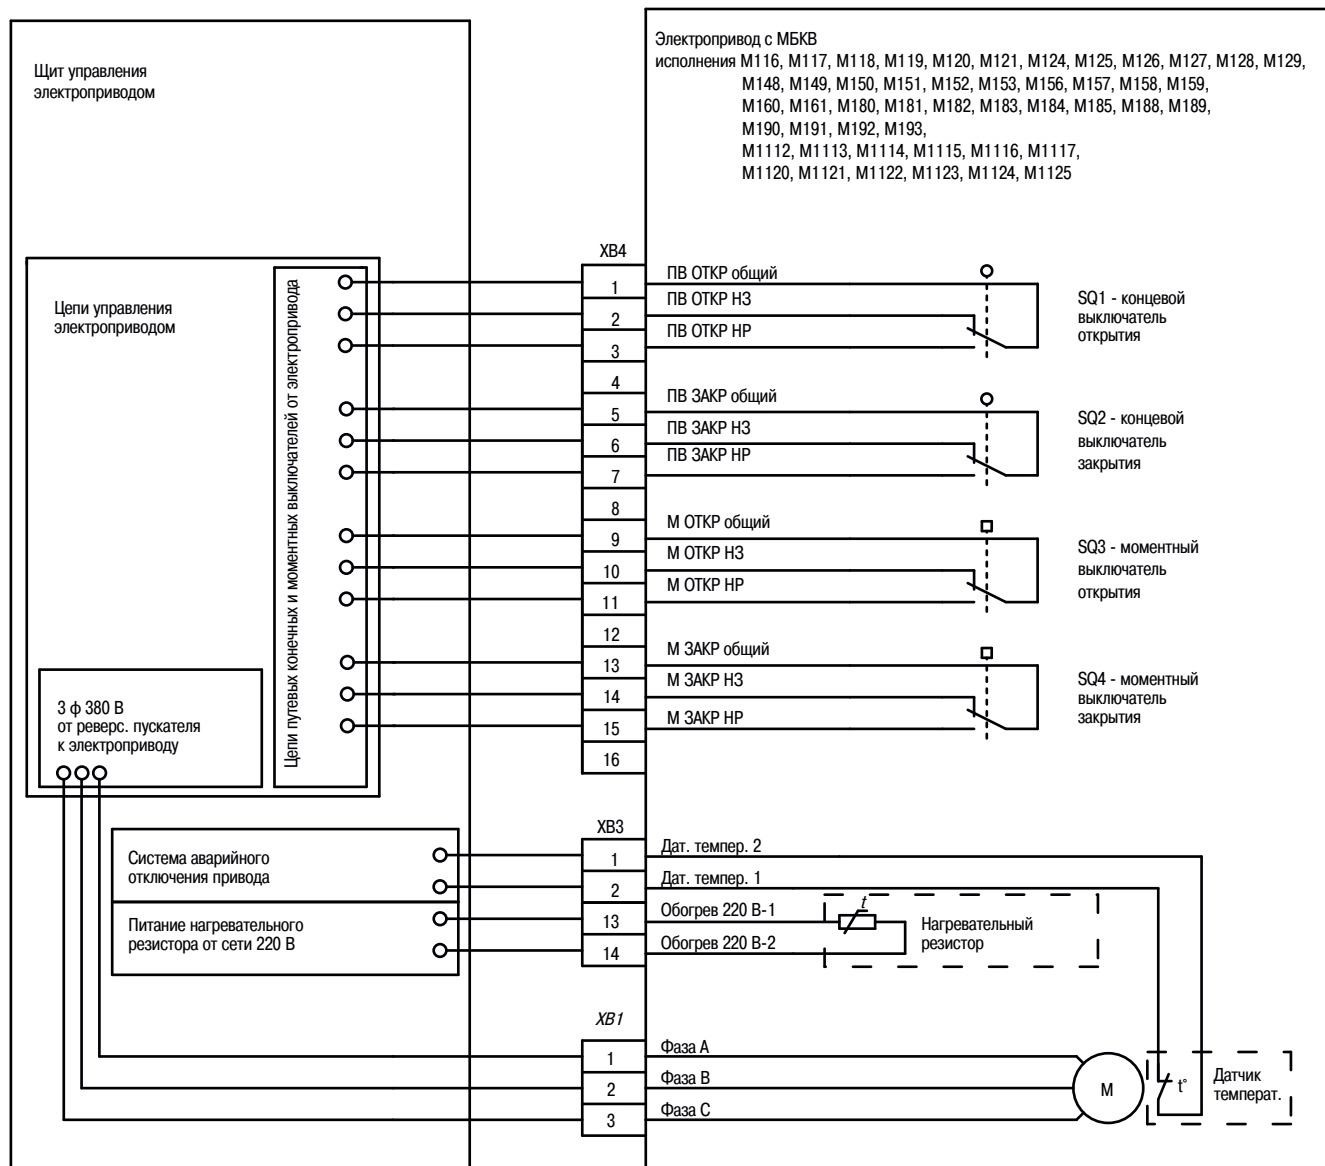 Щит управления
электроприводом
Электропривод с МБКВ
исполнения М116, М117, М118, М119, М120, М121, М124, М125, М126, М127, М128, М129,
М148, М149, М150, М151, М152, М153, М156, М157, М158, М159,
М160, М161, М180, М181, М182, М183, М184, М185, М188, М189,
М190, М191, М192, М193,
М1112, М1113, М1114, М1115, М1116, М1117,
М1120, М1121, М1122, М1123, М1124, М1125
Цепи управления
электроприводом
Цепи путевых конечных и моментных выключателей от электропривода
3 ф 380 В
от реверс. пускателя
к электроприводу
ХВ4
1
2
3
4
5
6
7
8
9
10
11
12
13
14
15
16
ПВ ОТКР общий
ПВ ОТКР НЗ
ПВ ОТКР НР
SQ1 - концевой
выключатель
открытия
ПВ ЗАКР общий
ПВ ЗАКР НЗ
ПВ ЗАКР НР
SQ2 - концевой
выключатель
закрытия
М ОТКР общий
М ОТКР НЗ
М ОТКР НР
SQ3 - моментный
выключатель
открытия
М ЗАКР общий
М ЗАКР НЗ
М ЗАКР НР
SQ4 - моментный
выключатель
закрытия
Система аварийного
отключения привода
Питание нагревательного
резистора от сети 220 В
ХВ3
1
2
13
14
Дат. темпер. 2
Дат. темпер. 1
Обогрев 220 В-1
Обогрев 220 В-2
t
Нагревательный
резистор
ХВ1
1
2
3
Фаза А
Фаза В
Фаза С
М
t°
Датчик
температ.